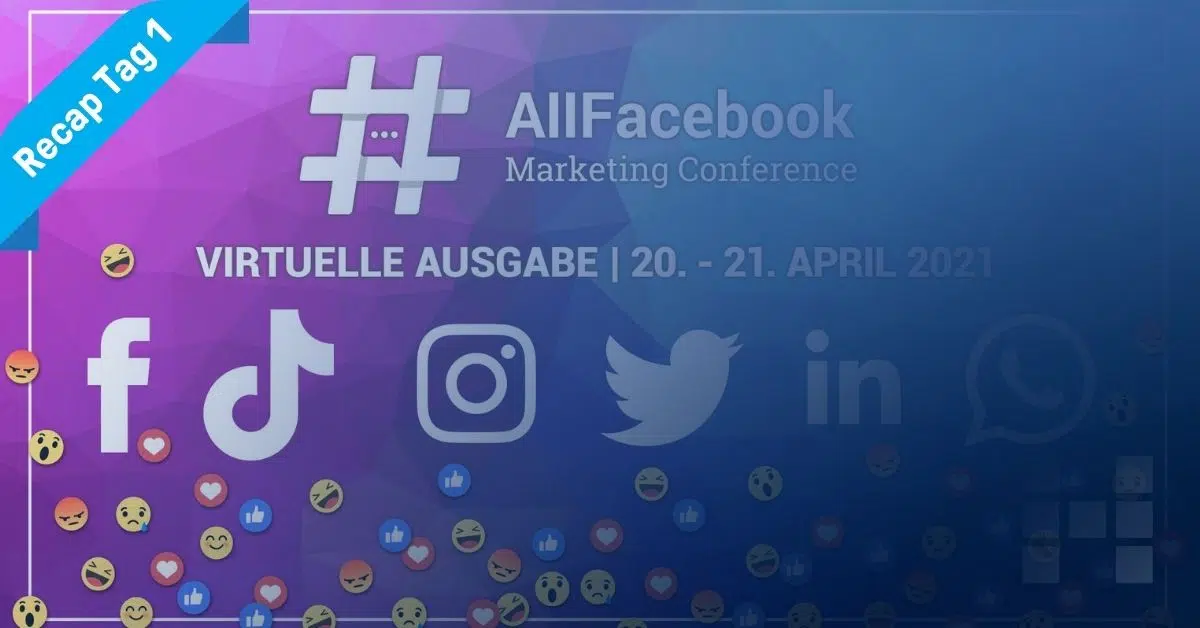 Recap Tag 1
AllFacebook
Marketing Conference
VIRTUELLE AUSGABE | 20. - 21. APRIL 2021